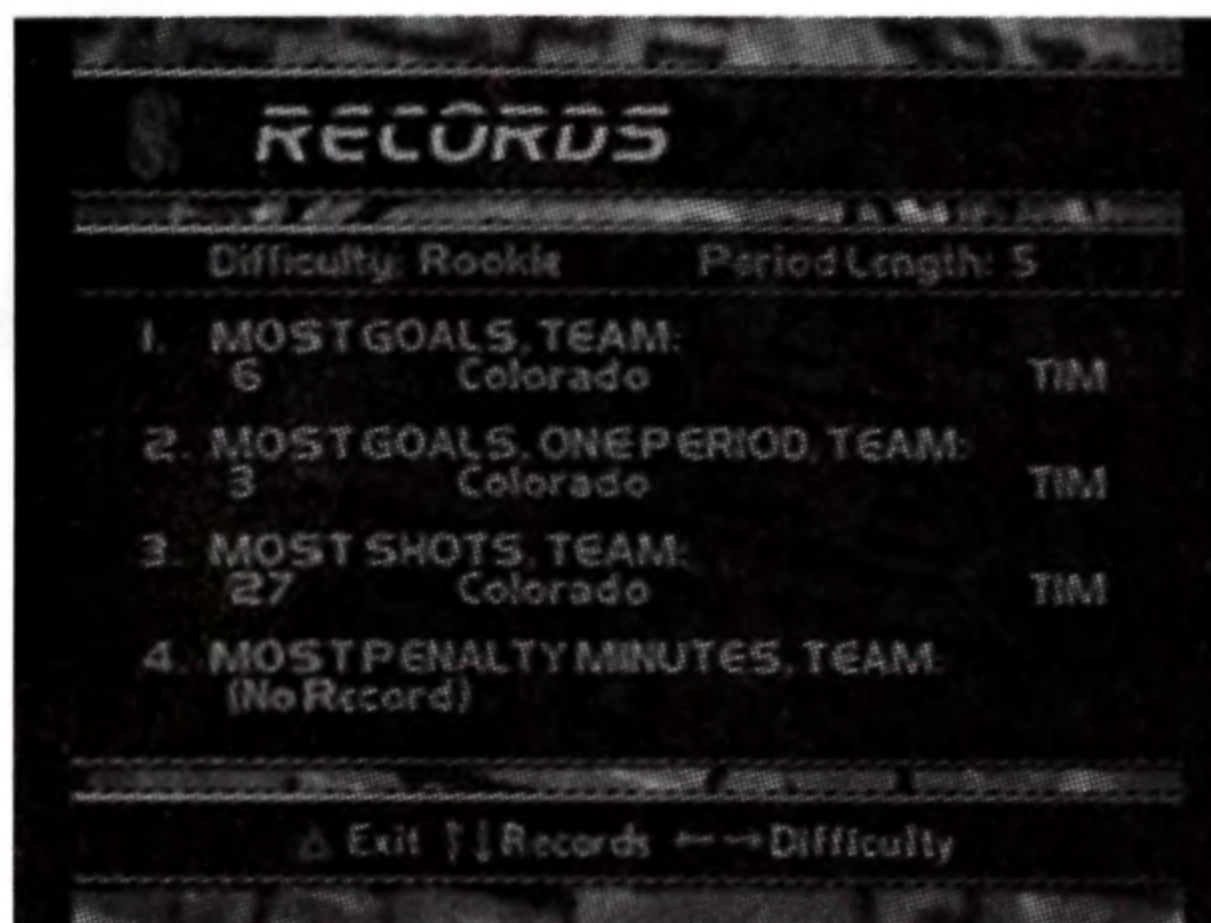 RECORDS
Difficulty: Rookie Period Length: 5
1. MOST GOALS, TEAM:
6 Colorado TIM
2. MOST GOALS, ONE PERIOD, TEAM:
3 Colorado TIM
3. MOST SHOTS, TEAM:
27 Colorado TIM
4. MOST PENALTY MINUTES, TEAM:
(No Record)
△ Exit ↑↓ Records ←→ Difficulty